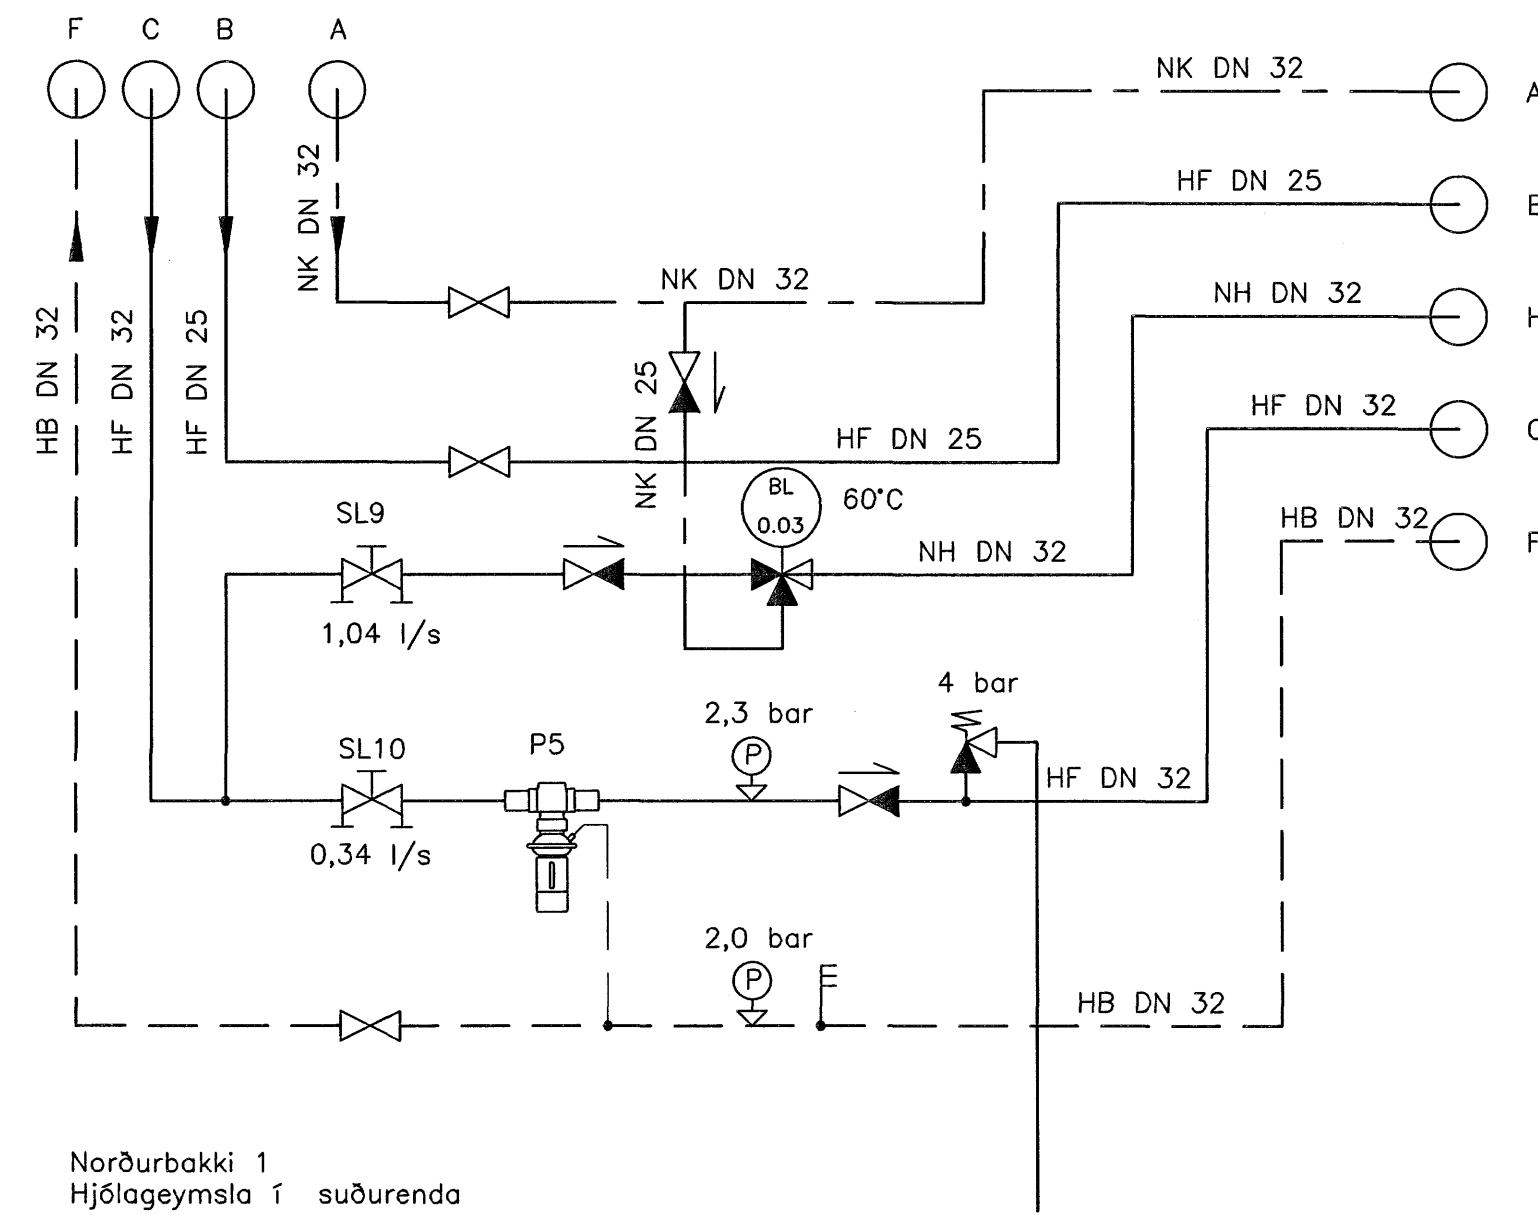 F C B A
NK DN 32
A
HF DN 25
B
NH DN 32
H
HF DN 32
C
HB DN 32
F
NK DN 32
HB DN 32
HF DN 32
HF DN 25
NK DN 32
NK DN 25
HF DN 25
BL
0.03
60°C
SL9
1,04 l/s
NH DN 32
4 bar
2,3 bar
P
SL10
P5
HF DN 32
0,34 l/s
2,0 bar
P
HB DN 32
Norðurbakki 1
Hjólageymsla í suðurenda